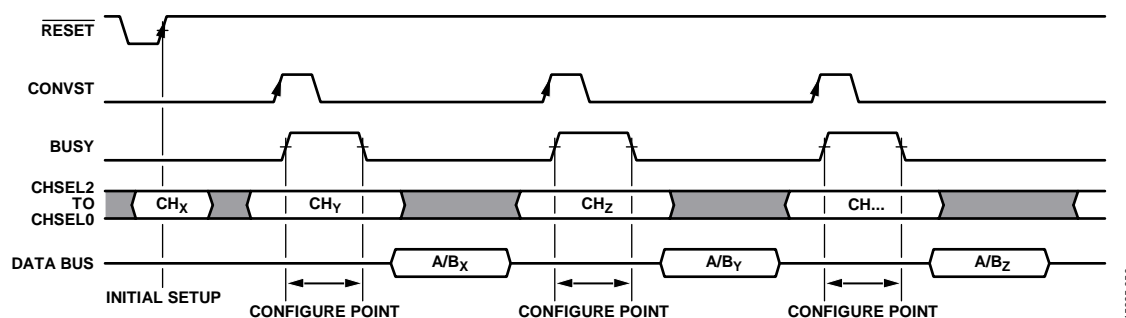 RESET
CONVST
BUSY
CHSEL2
TO
CHSEL0
CHX
CHY
CHZ
CH...
DATA BUS
A/BX
A/BY
A/BZ
INITIAL SETUP
CONFIGURE POINT
CONFIGURE POINT
CONFIGURE POINT